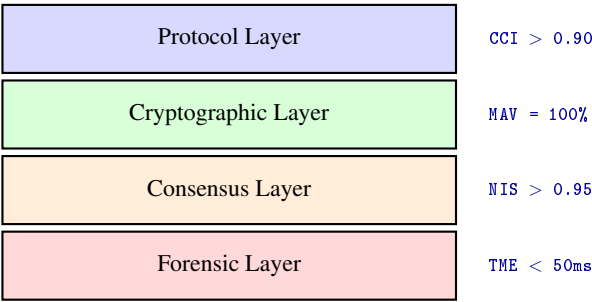 Protocol Layer CCI > 0.90
Cryptographic Layer MAV = 100%
Consensus Layer NIS > 0.95
Forensic Layer TME < 50ms